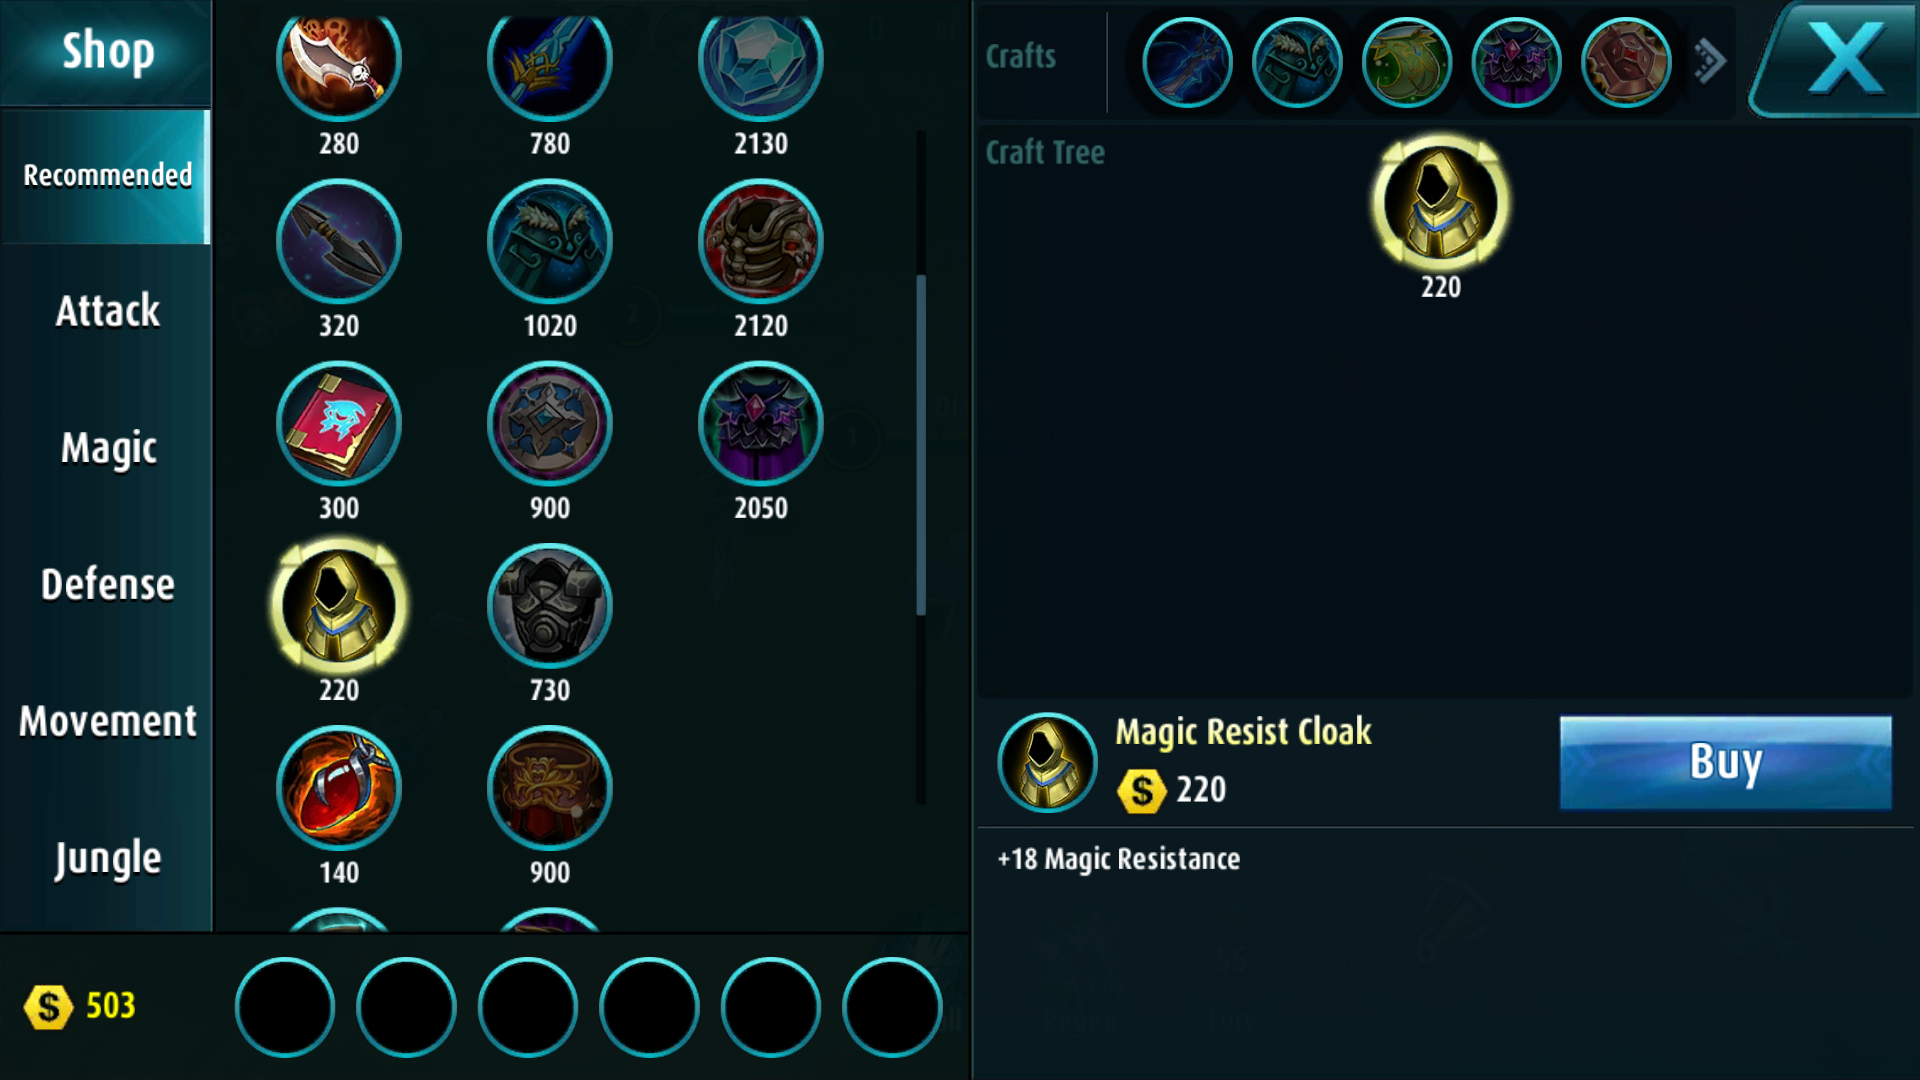 Shop
Recommended
Attack
Magic
Defense
Movement
Jungle
280 780 2130
320 1020 2120
300 900 2050
220 730
140 900
$ 503
Crafts
X
Craft Tree
220
Magic Resist Cloak
$ 220
Buy
+18 Magic Resistance